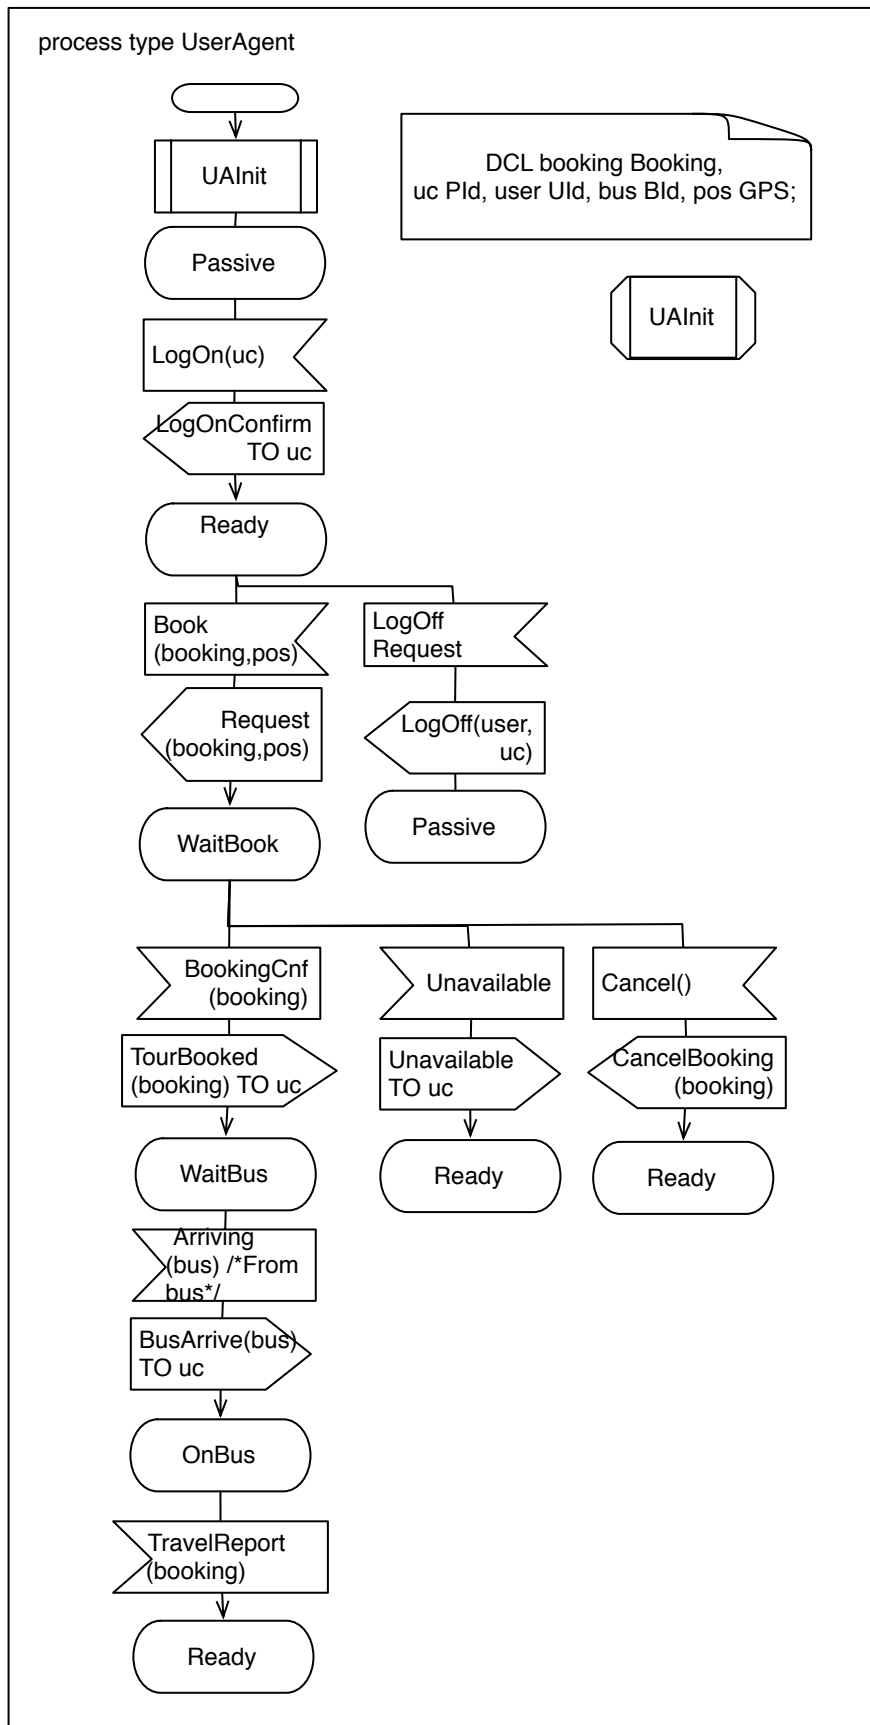 process type UserAgent
UAInit
DCL booking Booking,
uc PId, user UId, bus BId, pos GPS;
Passive
UAInit
LogOn(uc)
LogOnConfirm
TO uc
Ready
Book
(booking,pos)
LogOff
Request
Request
(booking,pos)
LogOff(user,
uc)
WaitBook
Passive
BookingCnf
(booking)
Unavailable
Cancel()
TourBooked
(booking) TO uc
Unavailable
TO uc
CancelBooking
(booking)
WaitBus
Ready
Ready
Arriving
(bus) /*From
bus*/
BusArrive(bus)
TO uc
OnBus
TravelReport
(booking)
Ready